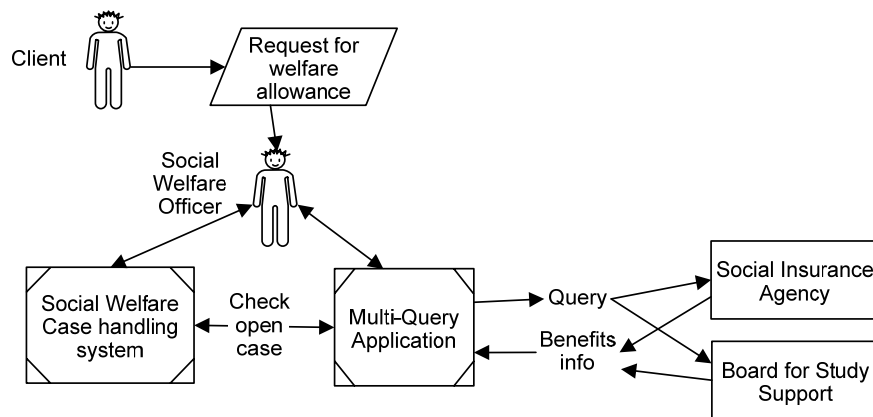 Client
Request for
welfare
allowance
Social
Welfare
Officer
Social Welfare
Case handling
system
Check
open
case
Multi-Query
Application
Query
Benefits
info
Social Insurance
Agency
Board for Study
Support